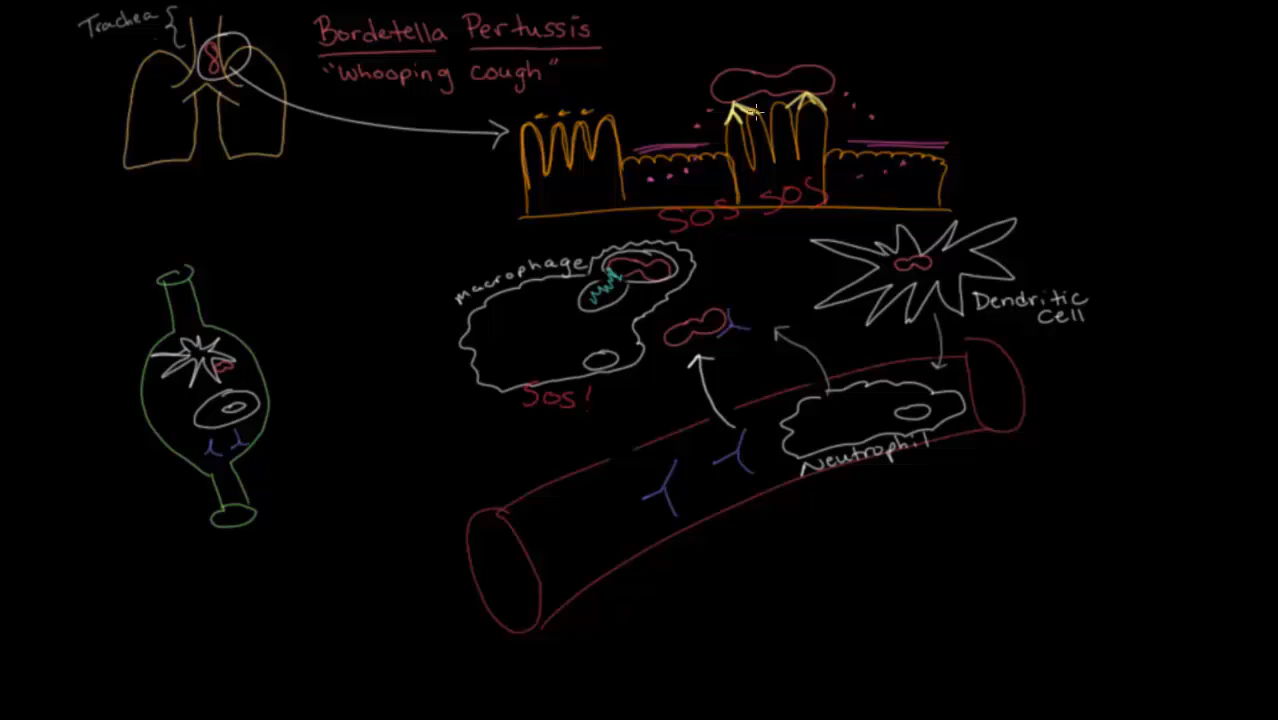 Trachea
Bordetella Pertussis
"whooping cough"
SOS SOS
macrophage
Dendritic
cell
SOS!
Neutrophil